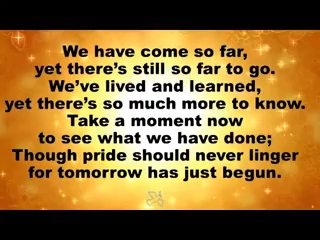 We have come so far,
yet there's still so far to go.
We've lived and learned,
yet there's so much more to know.
Take a moment now
to see what we have done;
Though pride should never linger
for tomorrow has just begun.